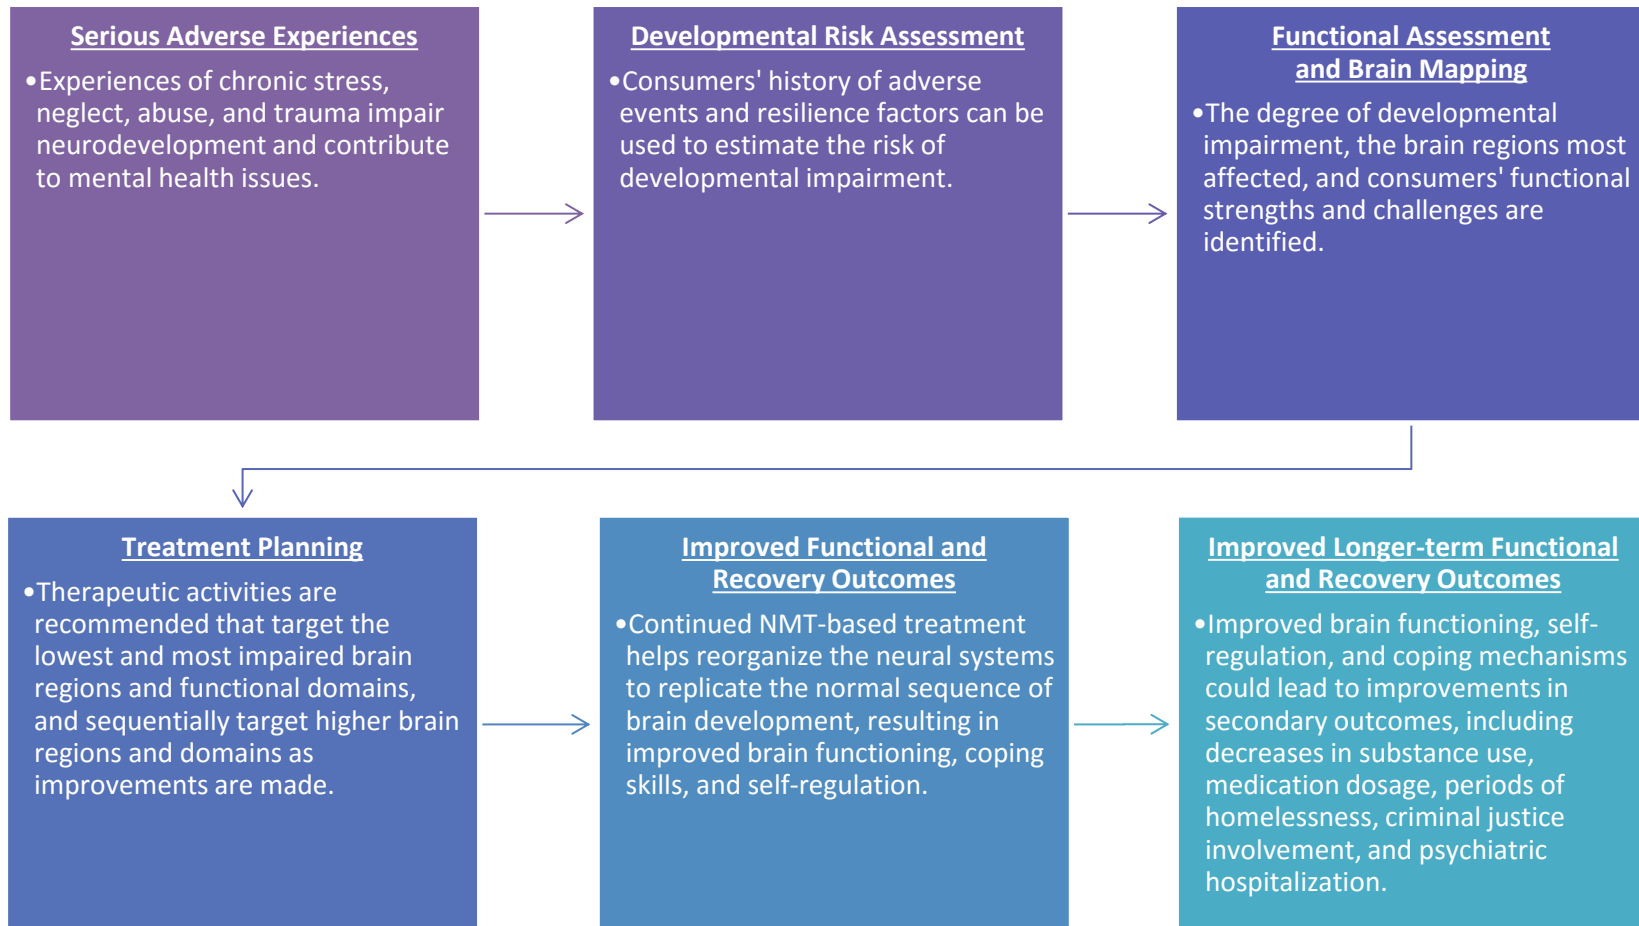 Serious Adverse Experiences
•Experiences of chronic stress,
neglect, abuse, and trauma impair
neurodevelopment and contribute
to mental health issues.
Developmental Risk Assessment
•Consumers' history of adverse
events and resilience factors can be
used to estimate the risk of
developmental impairment.
Functional Assessment
and Brain Mapping
•The degree of developmental
impairment, the brain regions most
affected, and consumers' functional
strengths and challenges are
identified.
Treatment Planning
•Therapeutic activities are
recommended that target the
lowest and most impaired brain
regions and functional domains,
and sequentially target higher brain
regions and domains as
improvements are made.
Improved Functional and
Recovery Outcomes
•Continued NMT-based treatment
helps reorganize the neural systems
to replicate the normal sequence of
brain development, resulting in
improved brain functioning, coping
skills, and self-regulation.
Improved Longer-term Functional
and Recovery Outcomes
•Improved brain functioning, self-
regulation, and coping mechanisms
could lead to improvements in
secondary outcomes, including
decreases in substance use,
medication dosage, periods of
homelessness, criminal justice
involvement, and psychiatric
hospitalization.